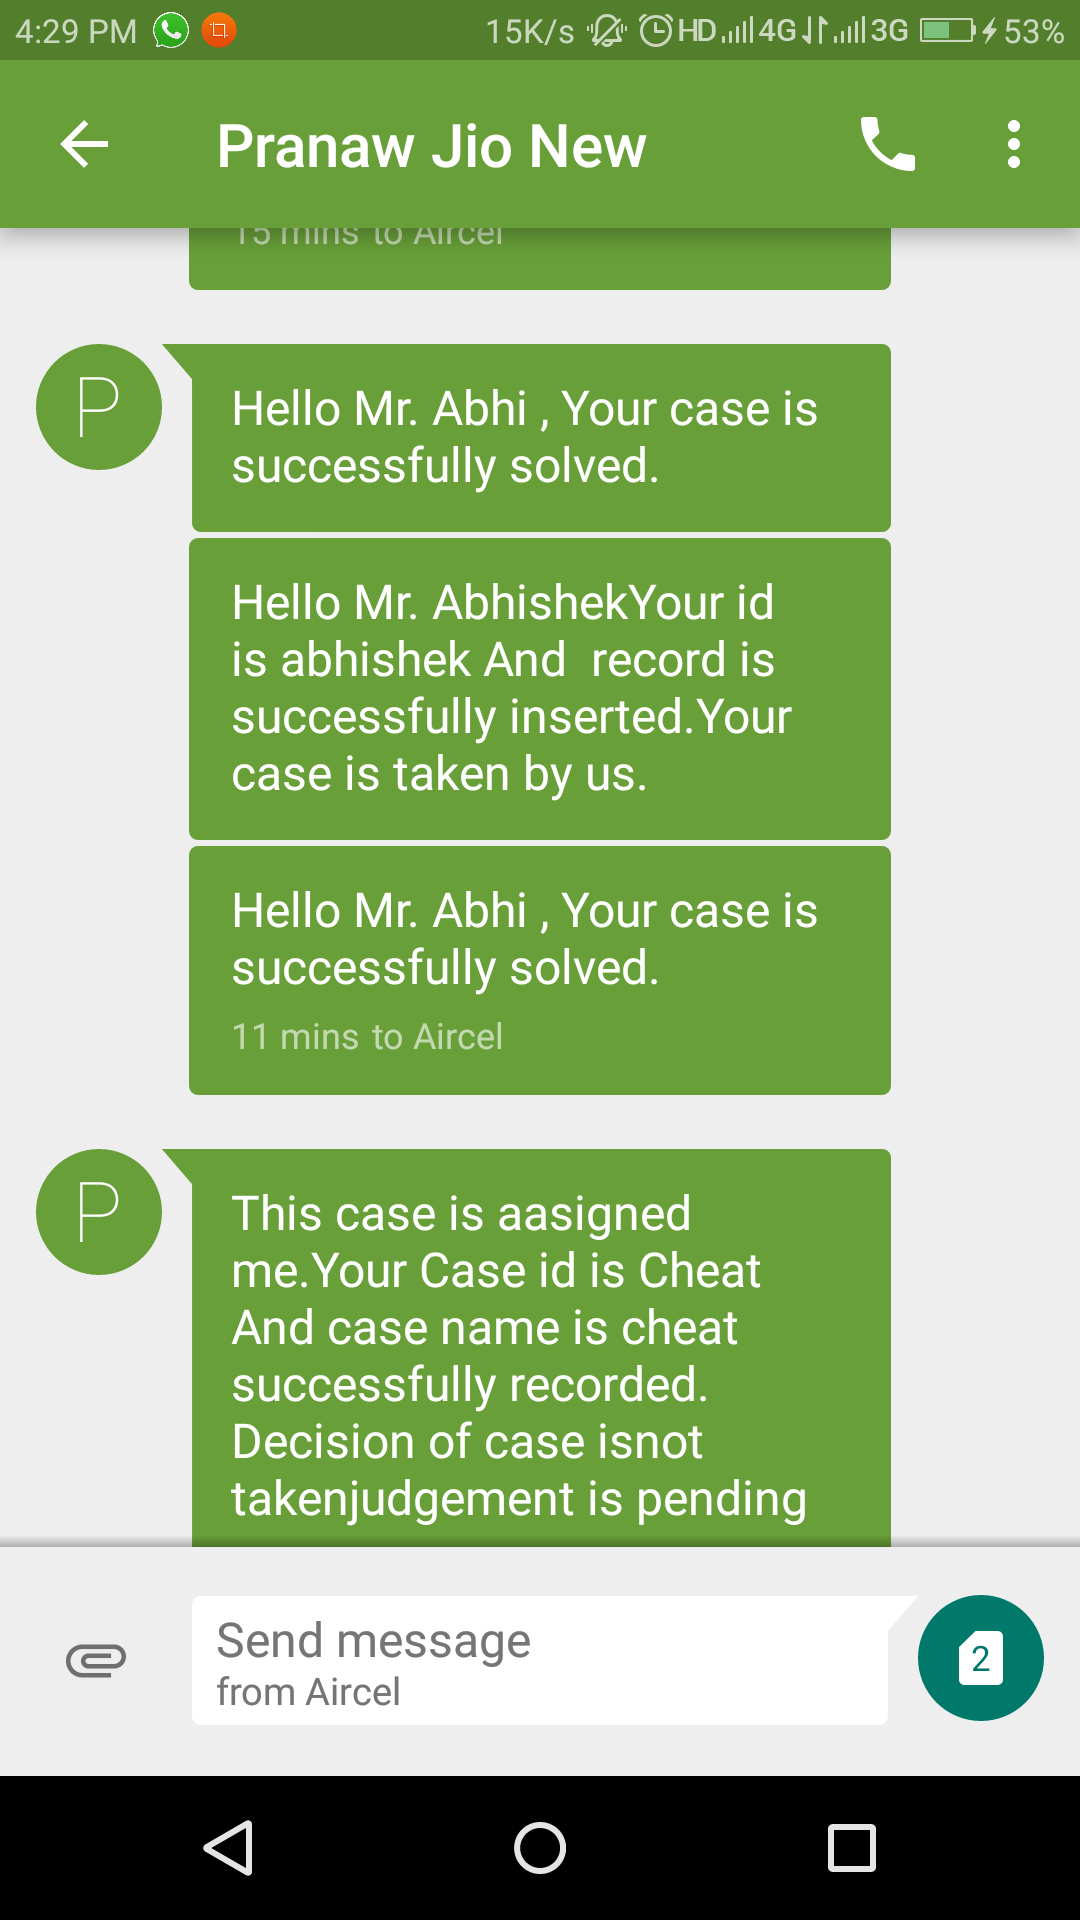 4:29 PM 15K/s HD 4G 3G 53%
Pranaw Jio New
15 mins to Aircel
P
Hello Mr. Abhi , Your case is
successfully solved.
Hello Mr. AbhishekYour id
is abhishek And  record is
successfully inserted.Your
case is taken by us.
Hello Mr. Abhi , Your case is
successfully solved.
11 mins to Aircel
P
This case is aasigned
me.Your Case id is Cheat
And case name is cheat
successfully recorded.
Decision of case isnot
takenjudgement is pending
Send message
from Aircel
2